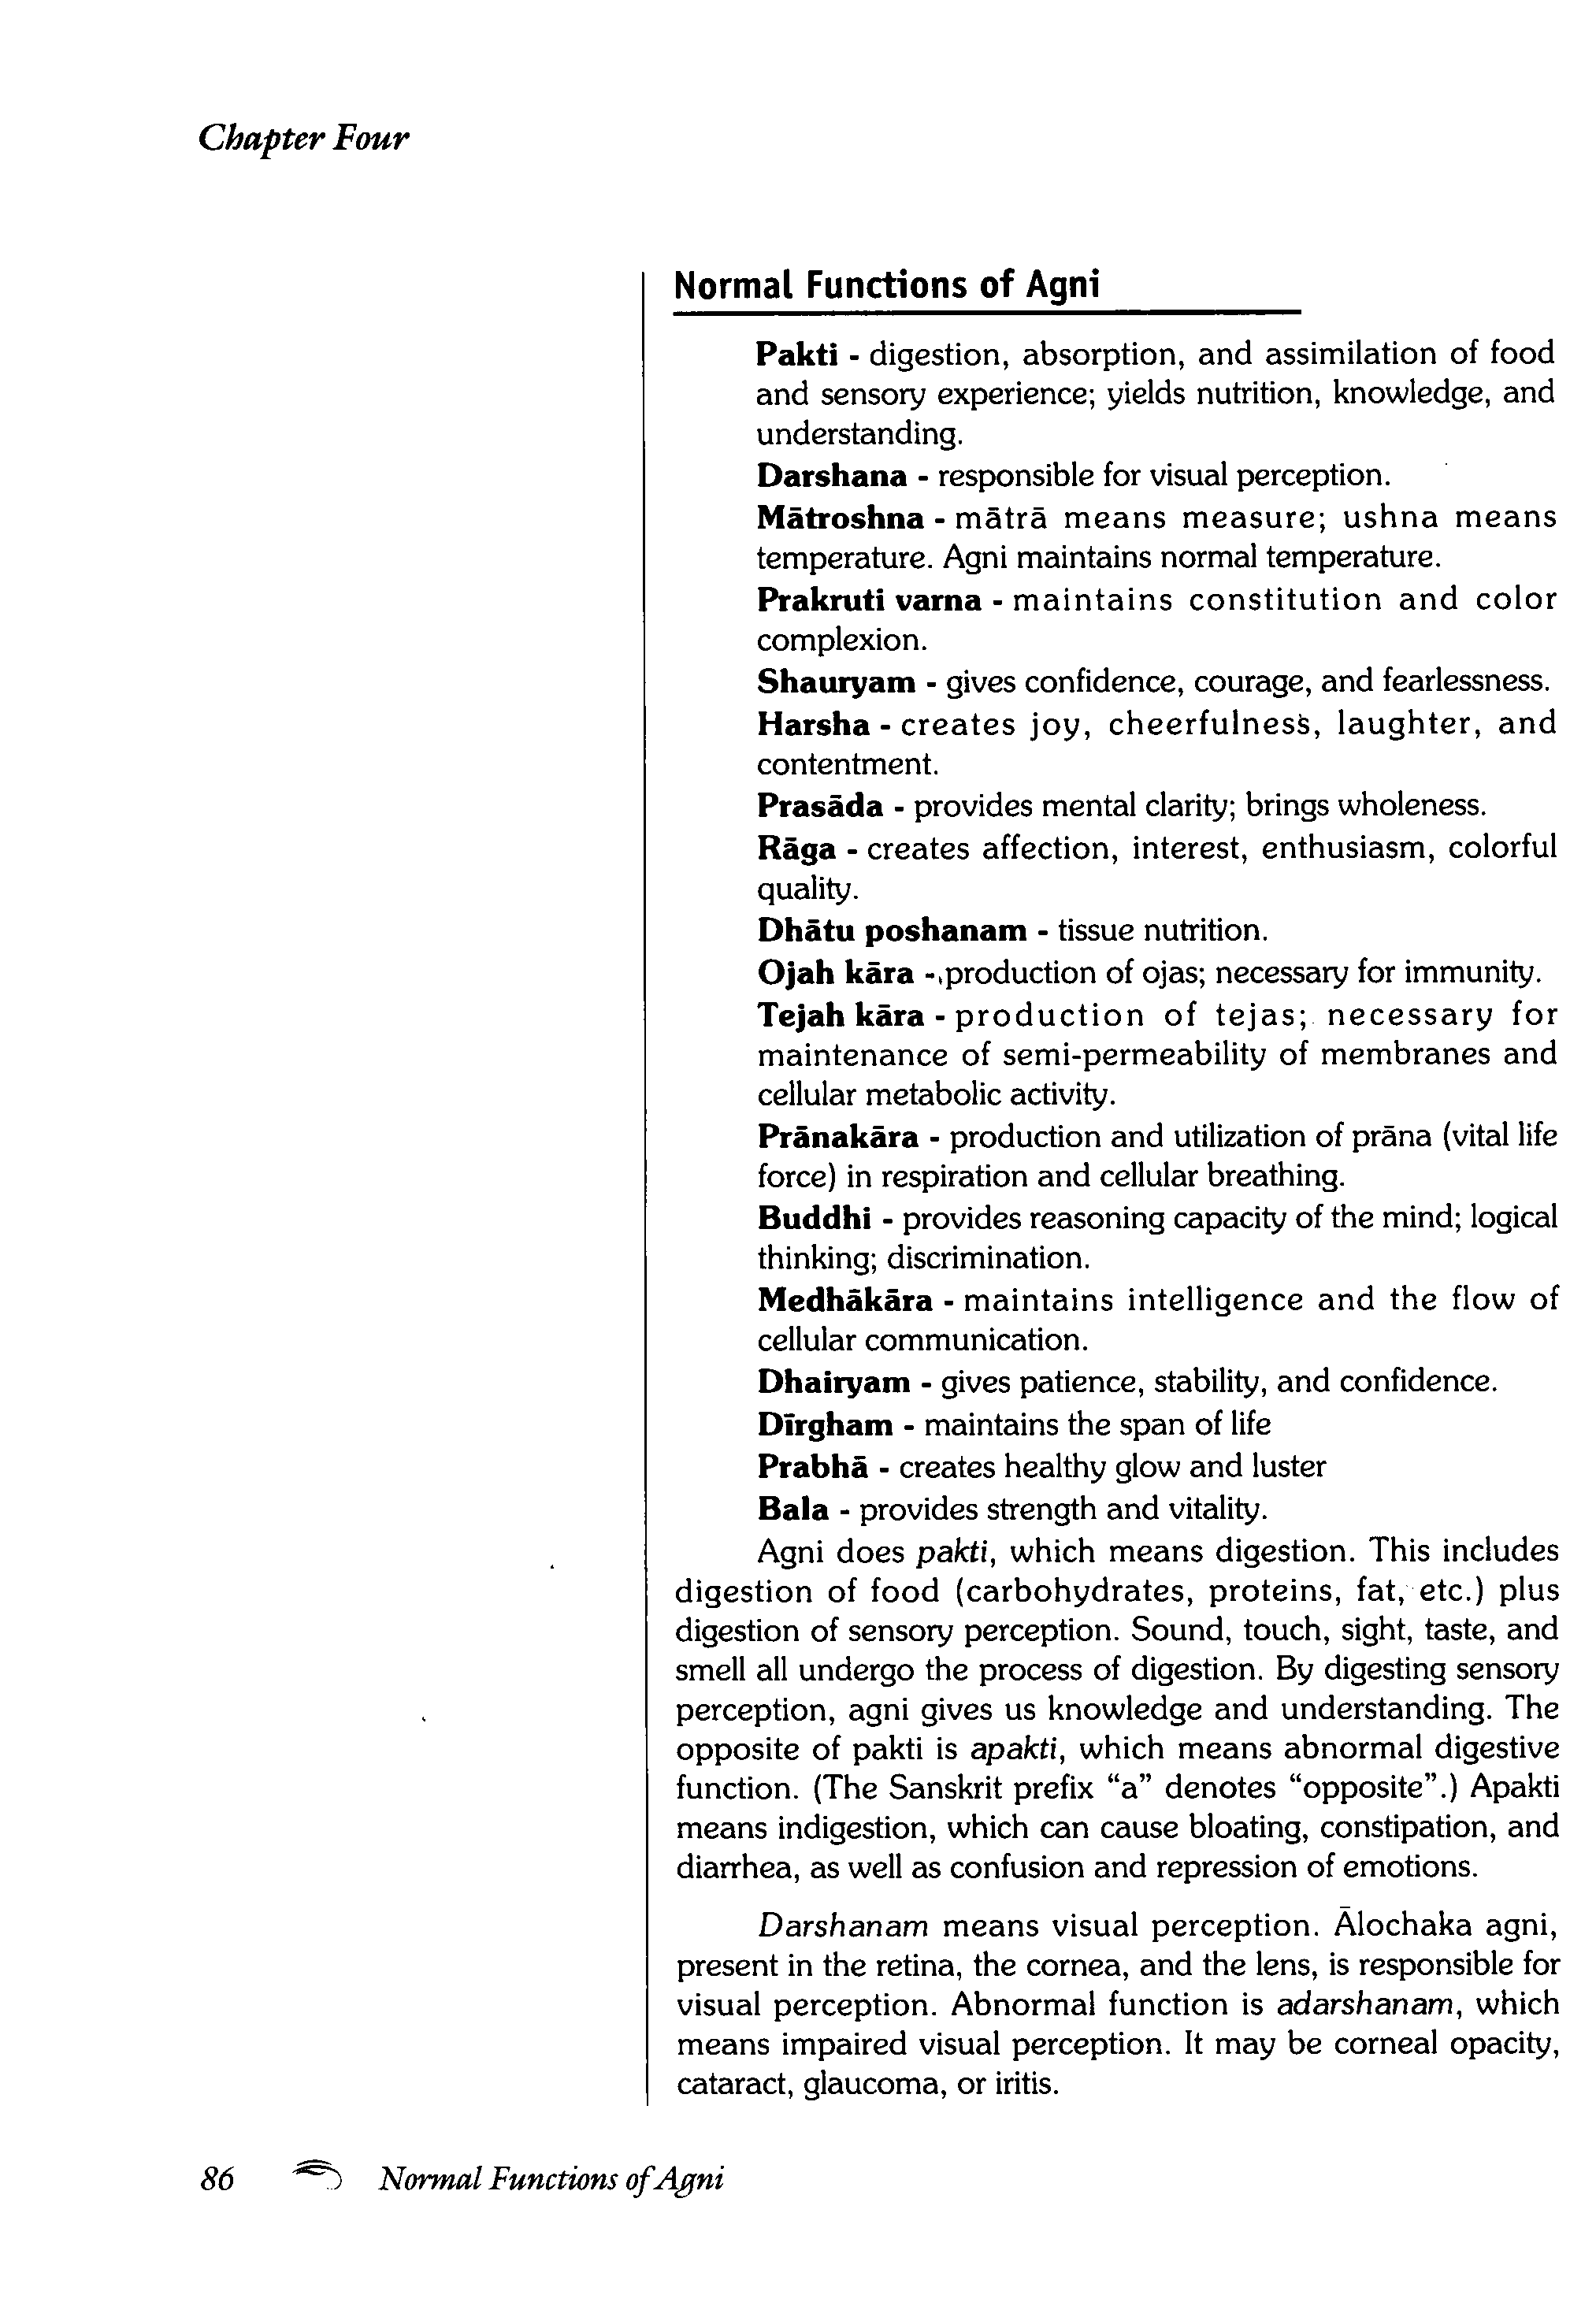 Chapter Four
Normal Functions of Agni
Pakti - digestion, absorption, and assimilation of food
and sensory experience; yields nutrition, knowledge, and
understanding.
Darshana - responsible for visual perception.
Mātroshna - mātrā means measure; ushna means
temperature. Agni maintains normal temperature.
Prakruti varna - maintains constitution and color
complexion.
Shauryam - gives confidence, courage, and fearlessness.
Harsha - creates joy, cheerfulness, laughter, and
contentment.
Prasāda - provides mental clarity; brings wholeness.
Rāga - creates affection, interest, enthusiasm, colorful
quality.
Dhātu poshanam - tissue nutrition.
Ojah kāra - production of ojas; necessary for immunity.
Tejah kāra - production of tejas; necessary for
maintenance of semi-permeability of membranes and
cellular metabolic activity.
Prānakāra - production and utilization of prāna (vital life
force) in respiration and cellular breathing.
Buddhi - provides reasoning capacity of the mind; logical
thinking; discrimination.
Medhākāra - maintains intelligence and the flow of
cellular communication.
Dhairyam - gives patience, stability, and confidence.
Dīrgham - maintains the span of life
Prabhā - creates healthy glow and luster
Bala - provides strength and vitality.
Agni does pakti, which means digestion. This includes
digestion of food (carbohydrates, proteins, fat, etc.) plus
digestion of sensory perception. Sound, touch, sight, taste, and
smell all undergo the process of digestion. By digesting sensory
perception, agni gives us knowledge and understanding. The
opposite of pakti is apakti, which means abnormal digestive
function. (The Sanskrit prefix “a” denotes “opposite”.) Apakti
means indigestion, which can cause bloating, constipation, and
diarrhea, as well as confusion and repression of emotions.
Darshanam means visual perception. Ālochaka agni,
present in the retina, the cornea, and the lens, is responsible for
visual perception. Abnormal function is adarshanam, which
means impaired visual perception. It may be corneal opacity,
cataract, glaucoma, or iritis.
86 Normal Functions of Agni